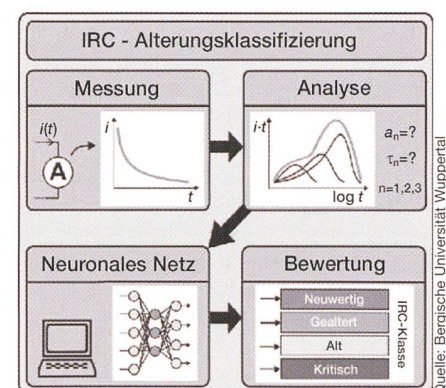 IRC - Alterungsklassifizierung
Messung
i(t)
A
i
t
Analyse
i·t
log t
aₙ=?
τₙ=?
n=1,2,3
Neuronales Netz
Bewertung
Neuwertig
Gealtert
Alt
Kritisch
IRC-Klasse
Quelle: Bergische Universität Wuppertal